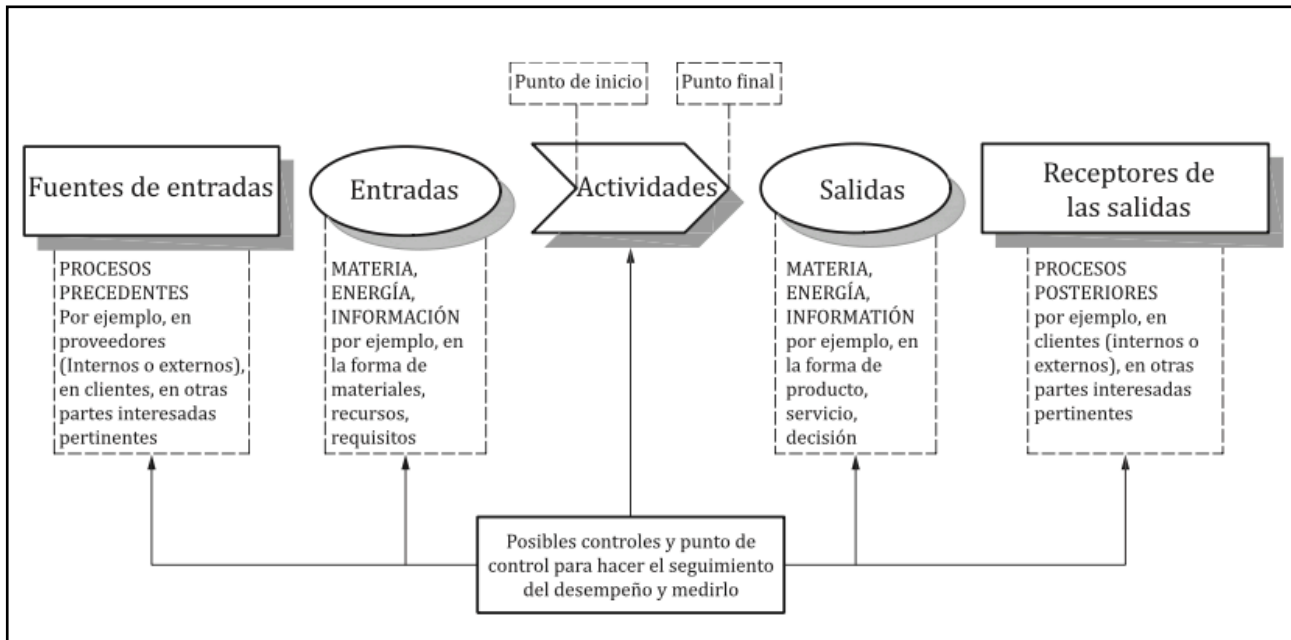 Punto de inicio
Punto final
Fuentes de entradas
Entradas
Actividades
Salidas
Receptores de
las salidas
PROCESOS
PRECEDENTES
Por ejemplo, en
proveedores
(Internos o externos),
en clientes, en otras
partes interesadas
pertinentes
MATERIA,
ENERGÍA,
INFORMACIÓN
por ejemplo, en
la forma de
materiales,
recursos,
requisitos
MATERIA,
ENERGÍA,
INFORMATIÓN
por ejemplo, en
la forma de
producto,
servicio,
decisión
PROCESOS
POSTERIORES
por ejemplo, en
clientes (internos o
externos), en otras
partes interesadas
pertinentes
Posibles controles y punto de
control para hacer el seguimiento
del desempeño y medirlo